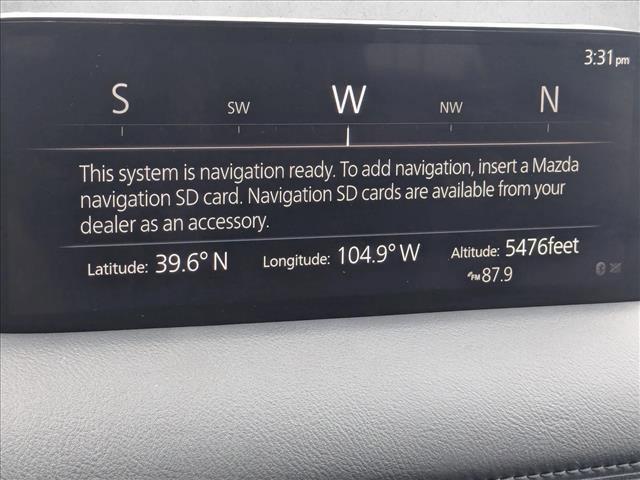 3:31pm
S SW W NW N
This system is navigation ready. To add navigation, insert a Mazda
navigation SD card. Navigation SD cards are available from your
dealer as an accessory.
Latitude: 39.6° N Longitude: 104.9° W Altitude: 5476feet
FM 87.9